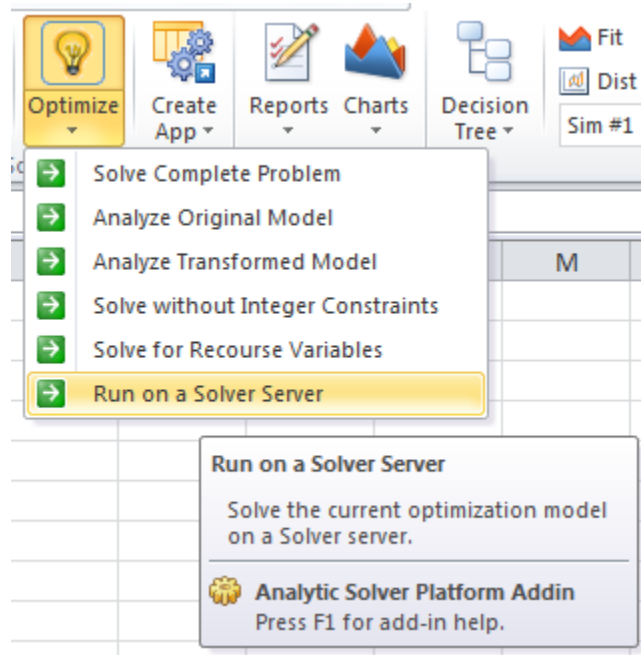 Optimize
Create
App
Reports
Charts
Decision
Tree
Fit
Dist
Sim #1
Solve Complete Problem
Analyze Original Model
Analyze Transformed Model
M
Solve without Integer Constraints
Solve for Recourse Variables
Run on a Solver Server
Run on a Solver Server
Solve the current optimization model
on a Solver server.
Analytic Solver Platform Addin
Press F1 for add-in help.